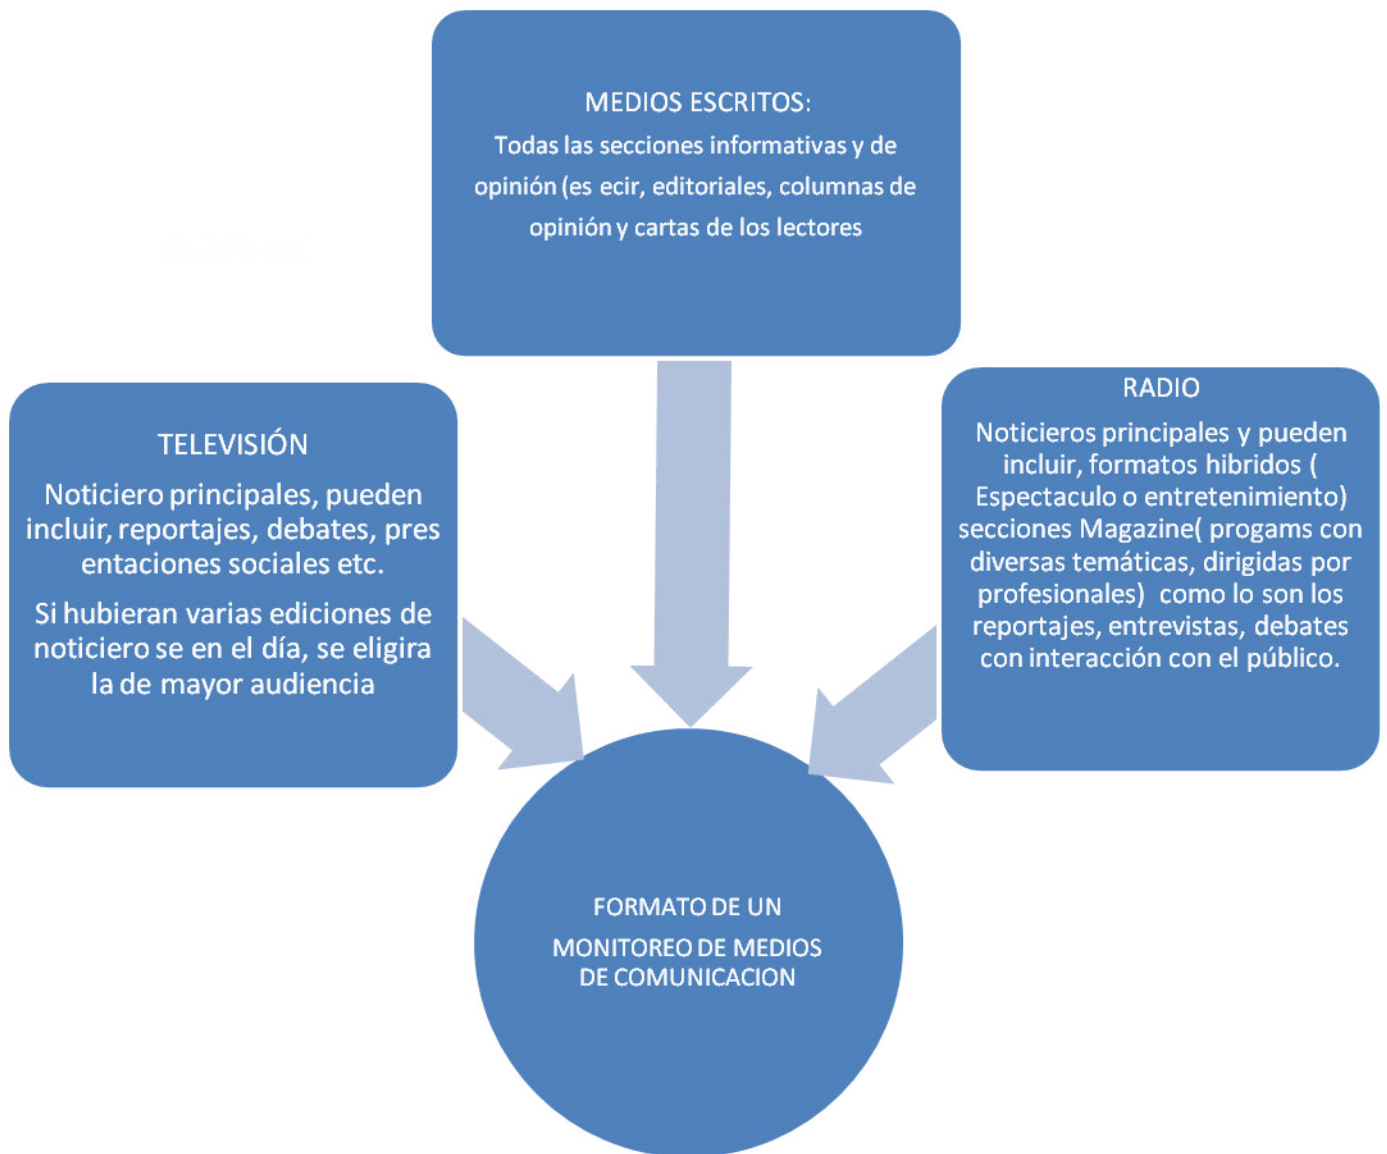 MEDIOS ESCRITOS:
Todas las secciones informativas y de
opinión (es ecir, editoriales, columnas de
opinión y cartas de los lectores
TELEVISIÓN
Noticiero principales, pueden
incluir, reportajes, debates, pres
entaciones sociales etc.
Si hubieran varias ediciones de
noticiero se en el día, se eligira
la de mayor audiencia
RADIO
Noticieros principales y pueden
incluir, formatos hibridos (
Espectaculo o entretenimiento)
secciones Magazine( progams con
diversas temáticas, dirigidas por
profesionales) como lo son los
reportajes, entrevistas, debates
con interacción con el público.
FORMATO DE UN
MONITOREO DE MEDIOS
DE COMUNICACION